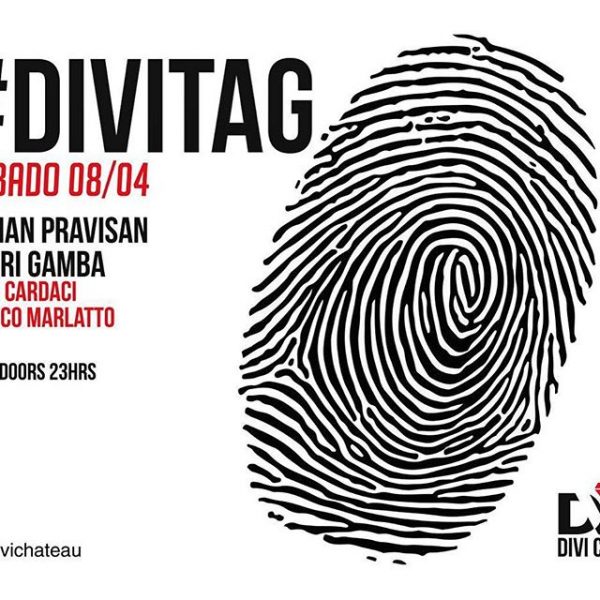 #DIVITAG
BADO 08/04
IAN PRAVISAN
RI GAMBA
CARDACI
CO MARLATTO
DOORS 23HRS
vichateau
DIVI C